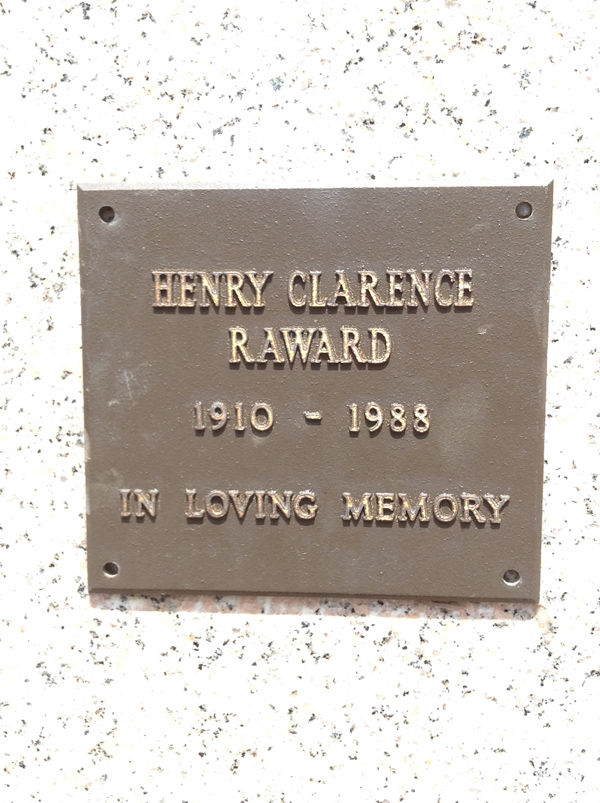 HENRY CLARENCE
RAWARD
1910 - 1988
IN LOVING MEMORY